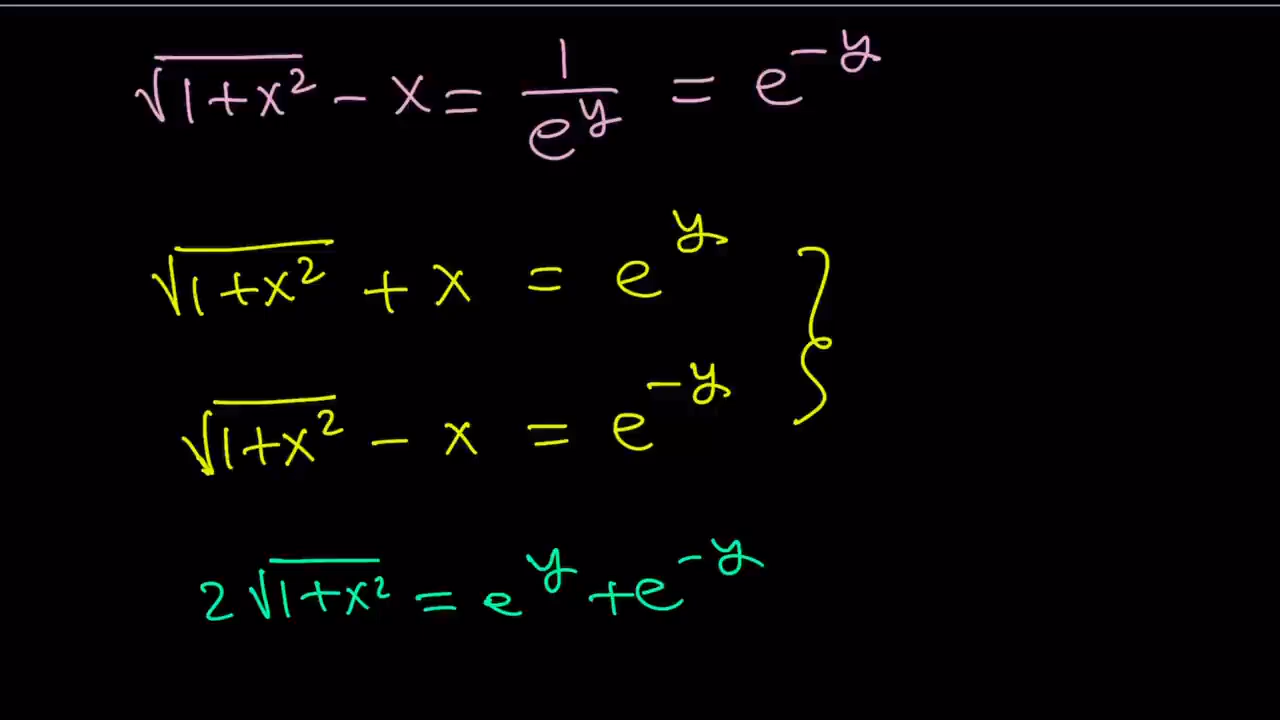 √(1+x²) - x = 1/e^y = e^(-y)
√(1+x²) + x = e^y
√(1+x²) - x = e^(-y)
2√(1+x²) = e^y + e^(-y)